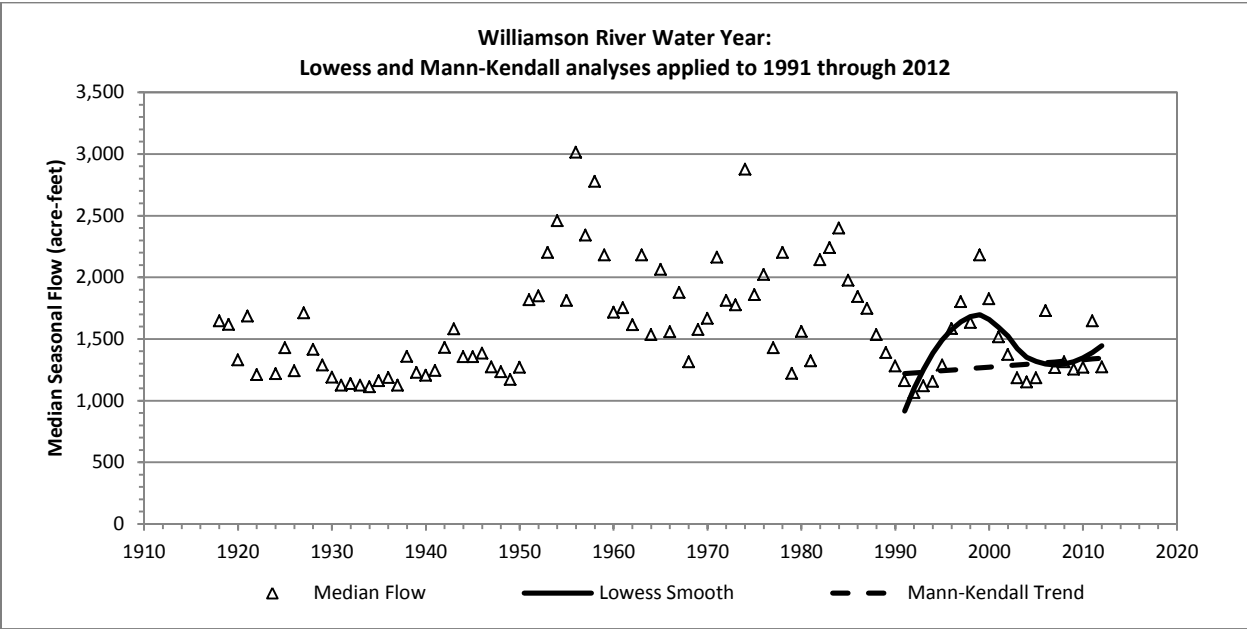 Williamson River Water Year:
Lowess and Mann-Kendall analyses applied to 1991 through 2012
Median Seasonal Flow (acre-feet)
3,500
3,000
2,500
2,000
1,500
1,000
500
0
1910 1920 1930 1940 1950 1960 1970 1980 1990 2000 2010 2020
Median Flow Lowess Smooth Mann-Kendall Trend